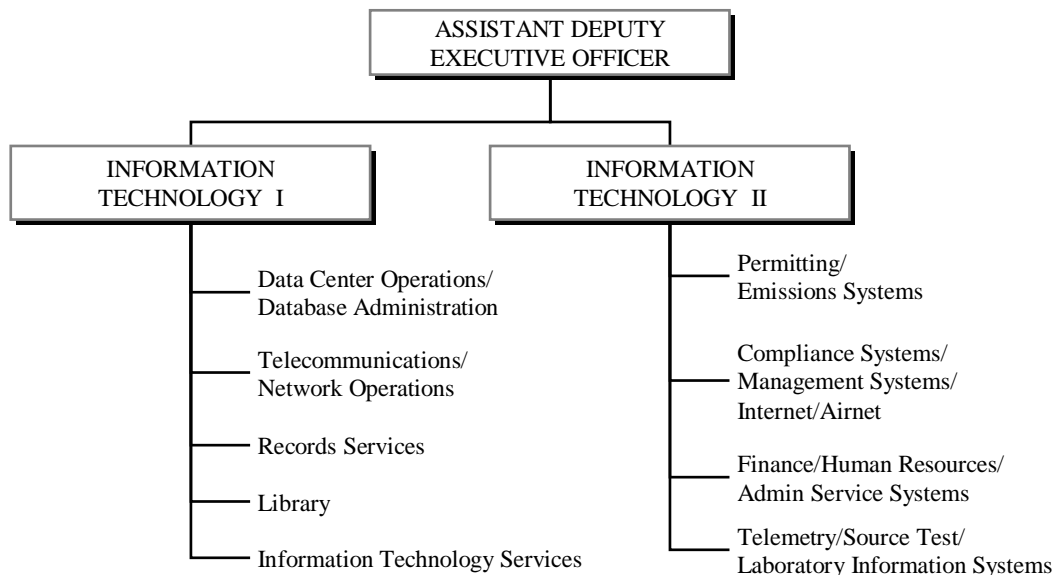 ASSISTANT DEPUTY
EXECUTIVE OFFICER
INFORMATION
TECHNOLOGY I
INFORMATION
TECHNOLOGY II
Data Center Operations/
Database Administration
Telecommunications/
Network Operations
Records Services
Library
Information Technology Services
Permitting/
Emissions Systems
Compliance Systems/
Management Systems/
Internet/Airnet
Finance/Human Resources/
Admin Service Systems
Telemetry/Source Test/
Laboratory Information Systems